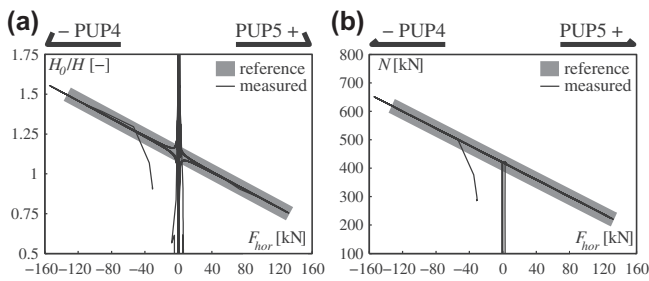 (a) − PUP4 PUP5 +
H₀/H [−]
reference
measured
1.75
1.5
1.25
1
0.75
0.5
F_hor [kN]
−160 −120 −80 −40 0 40 80 120 160
(b) − PUP4 PUP5 +
N [kN]
reference
measured
800
700
600
500
400
300
200
100
F_hor [kN]
−160 −120 −80 −40 0 40 80 120 160